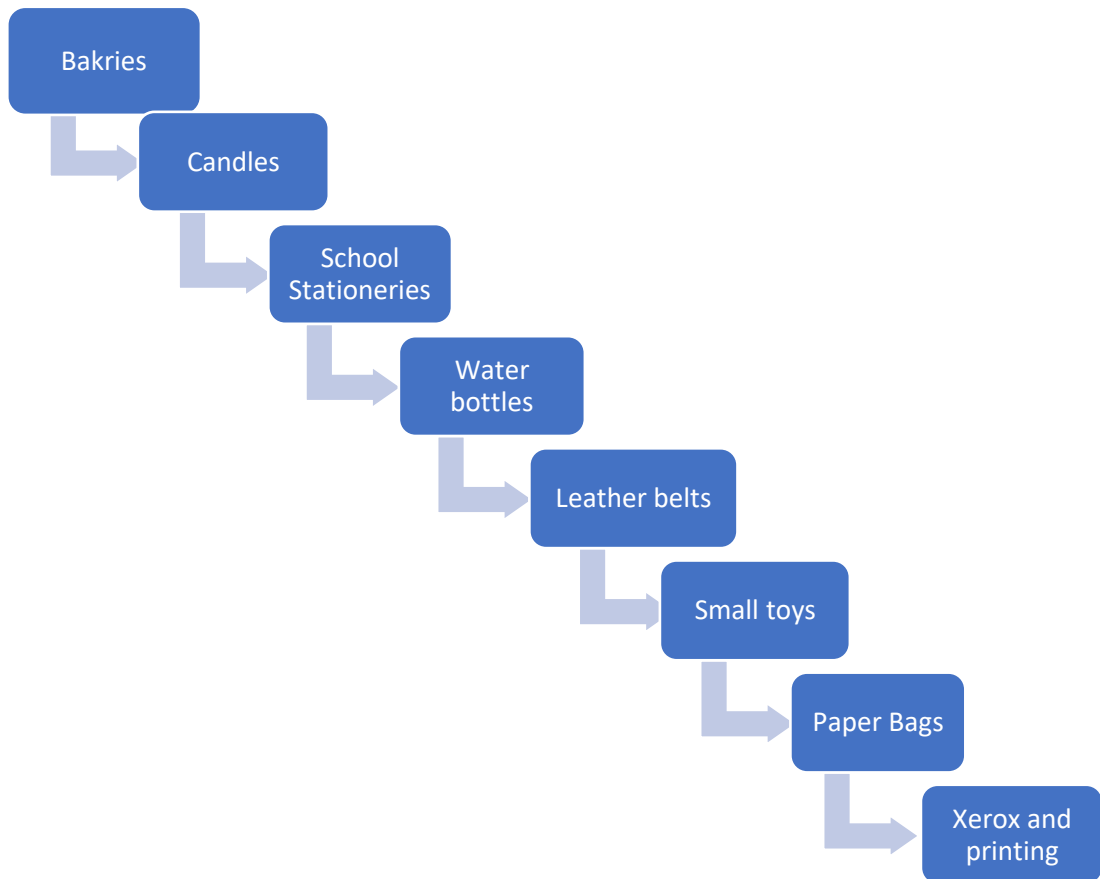 Bakries
Candles
School
Stationeries
Water
bottles
Leather belts
Small toys
Paper Bags
Xerox and
printing